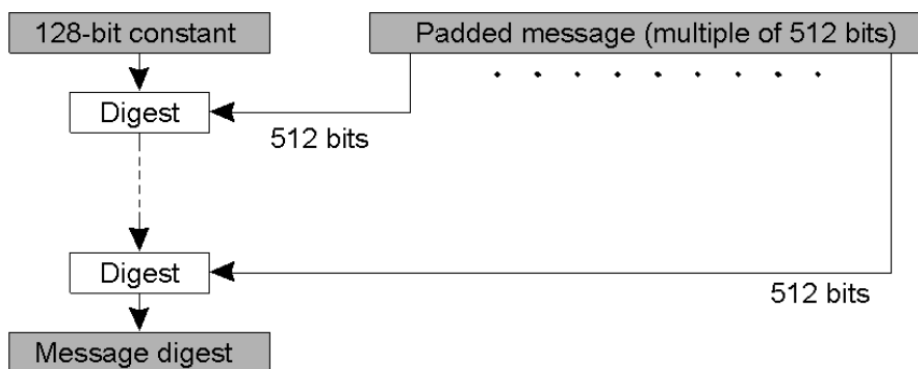 128-bit constant
Padded message (multiple of 512 bits)
Digest
512 bits
Digest
512 bits
Message digest